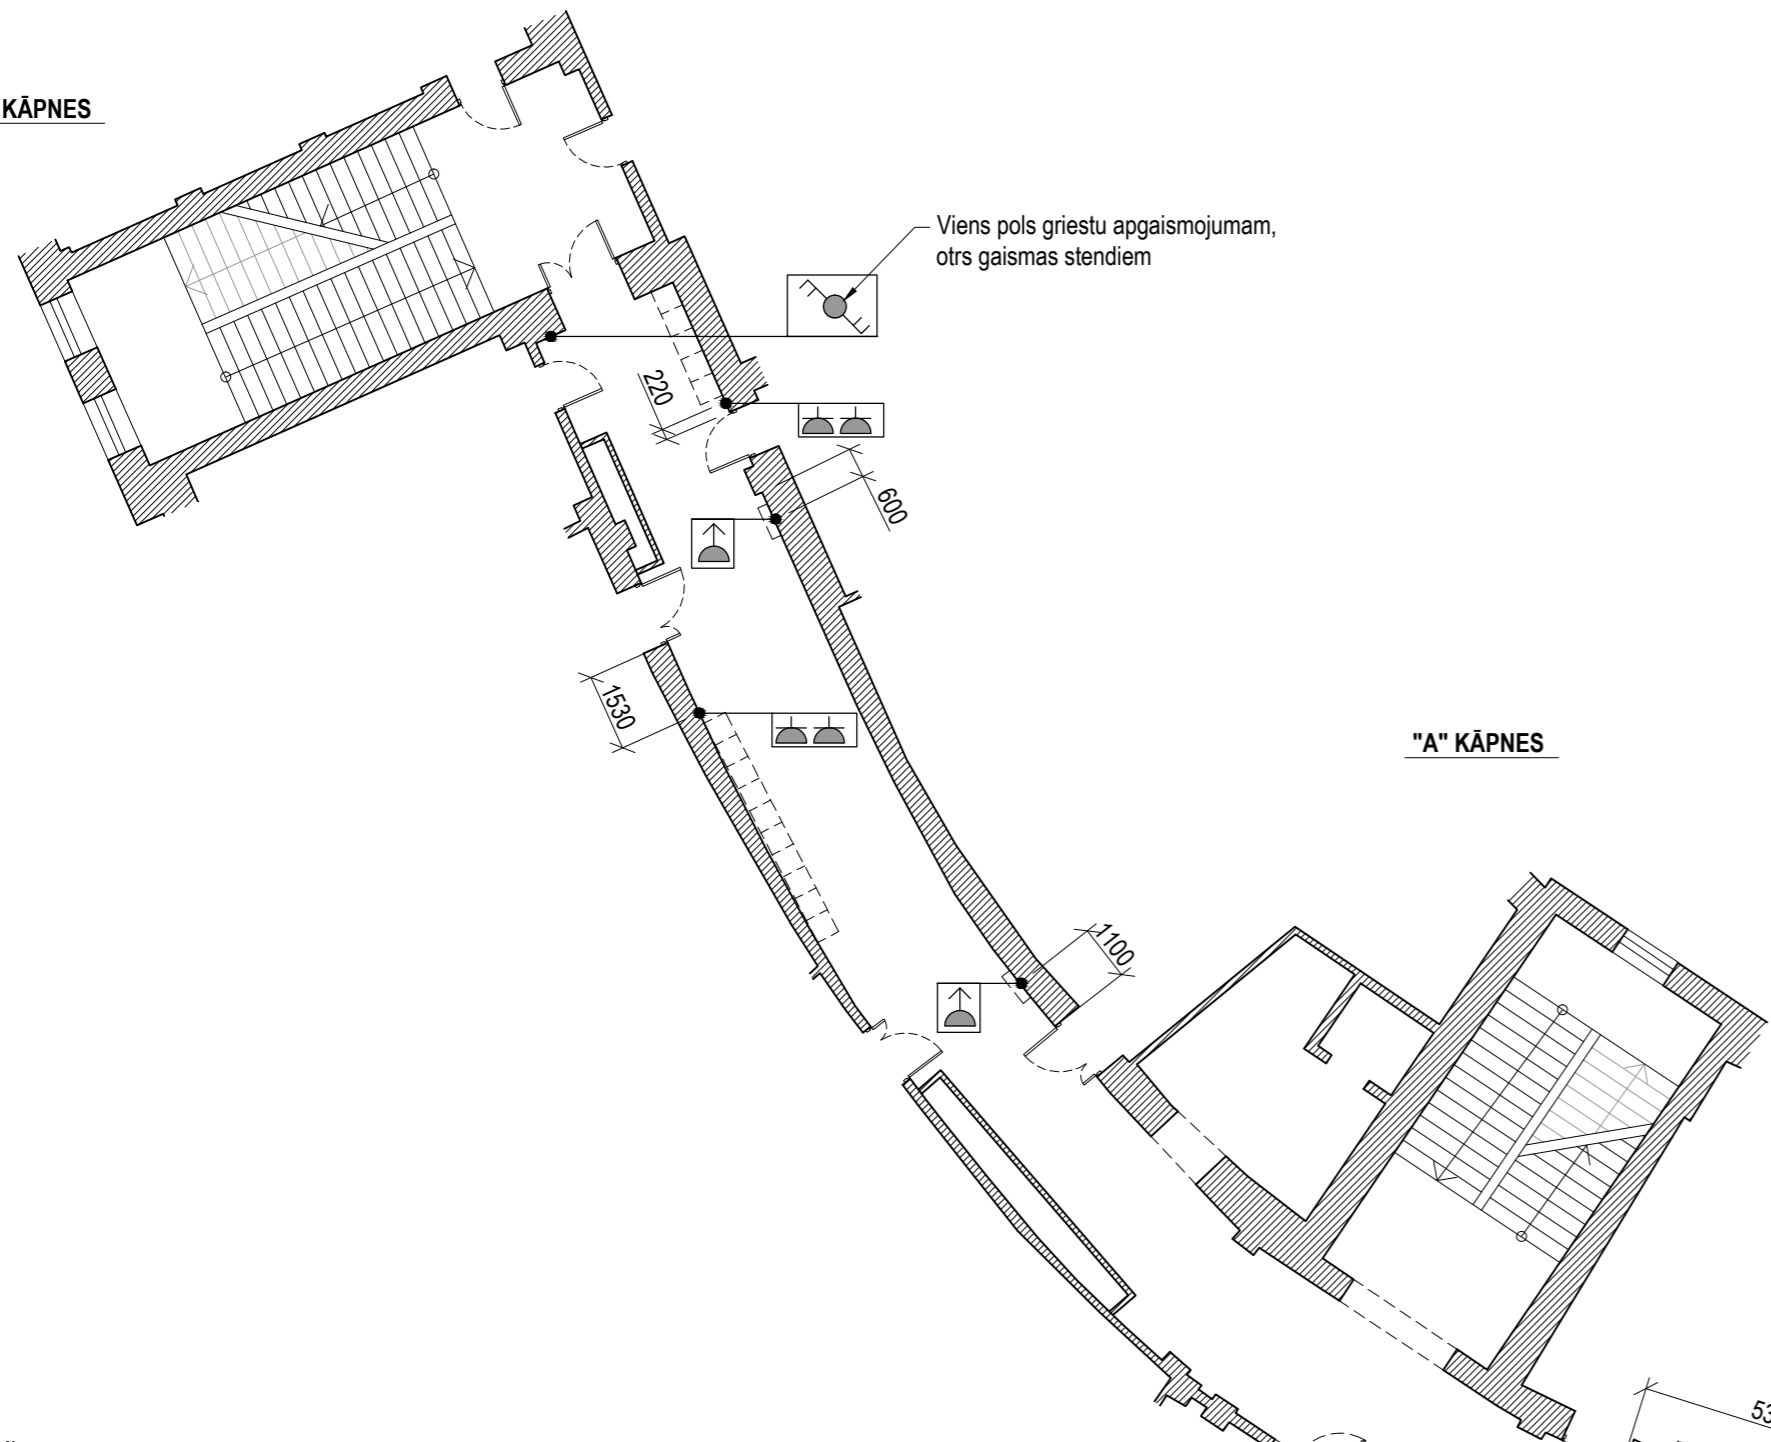 KĀPNES
Viens pols griestu apgaismojumam,
otrs gaismas stendiem
220
600
1530
"A" KĀPNES
1100